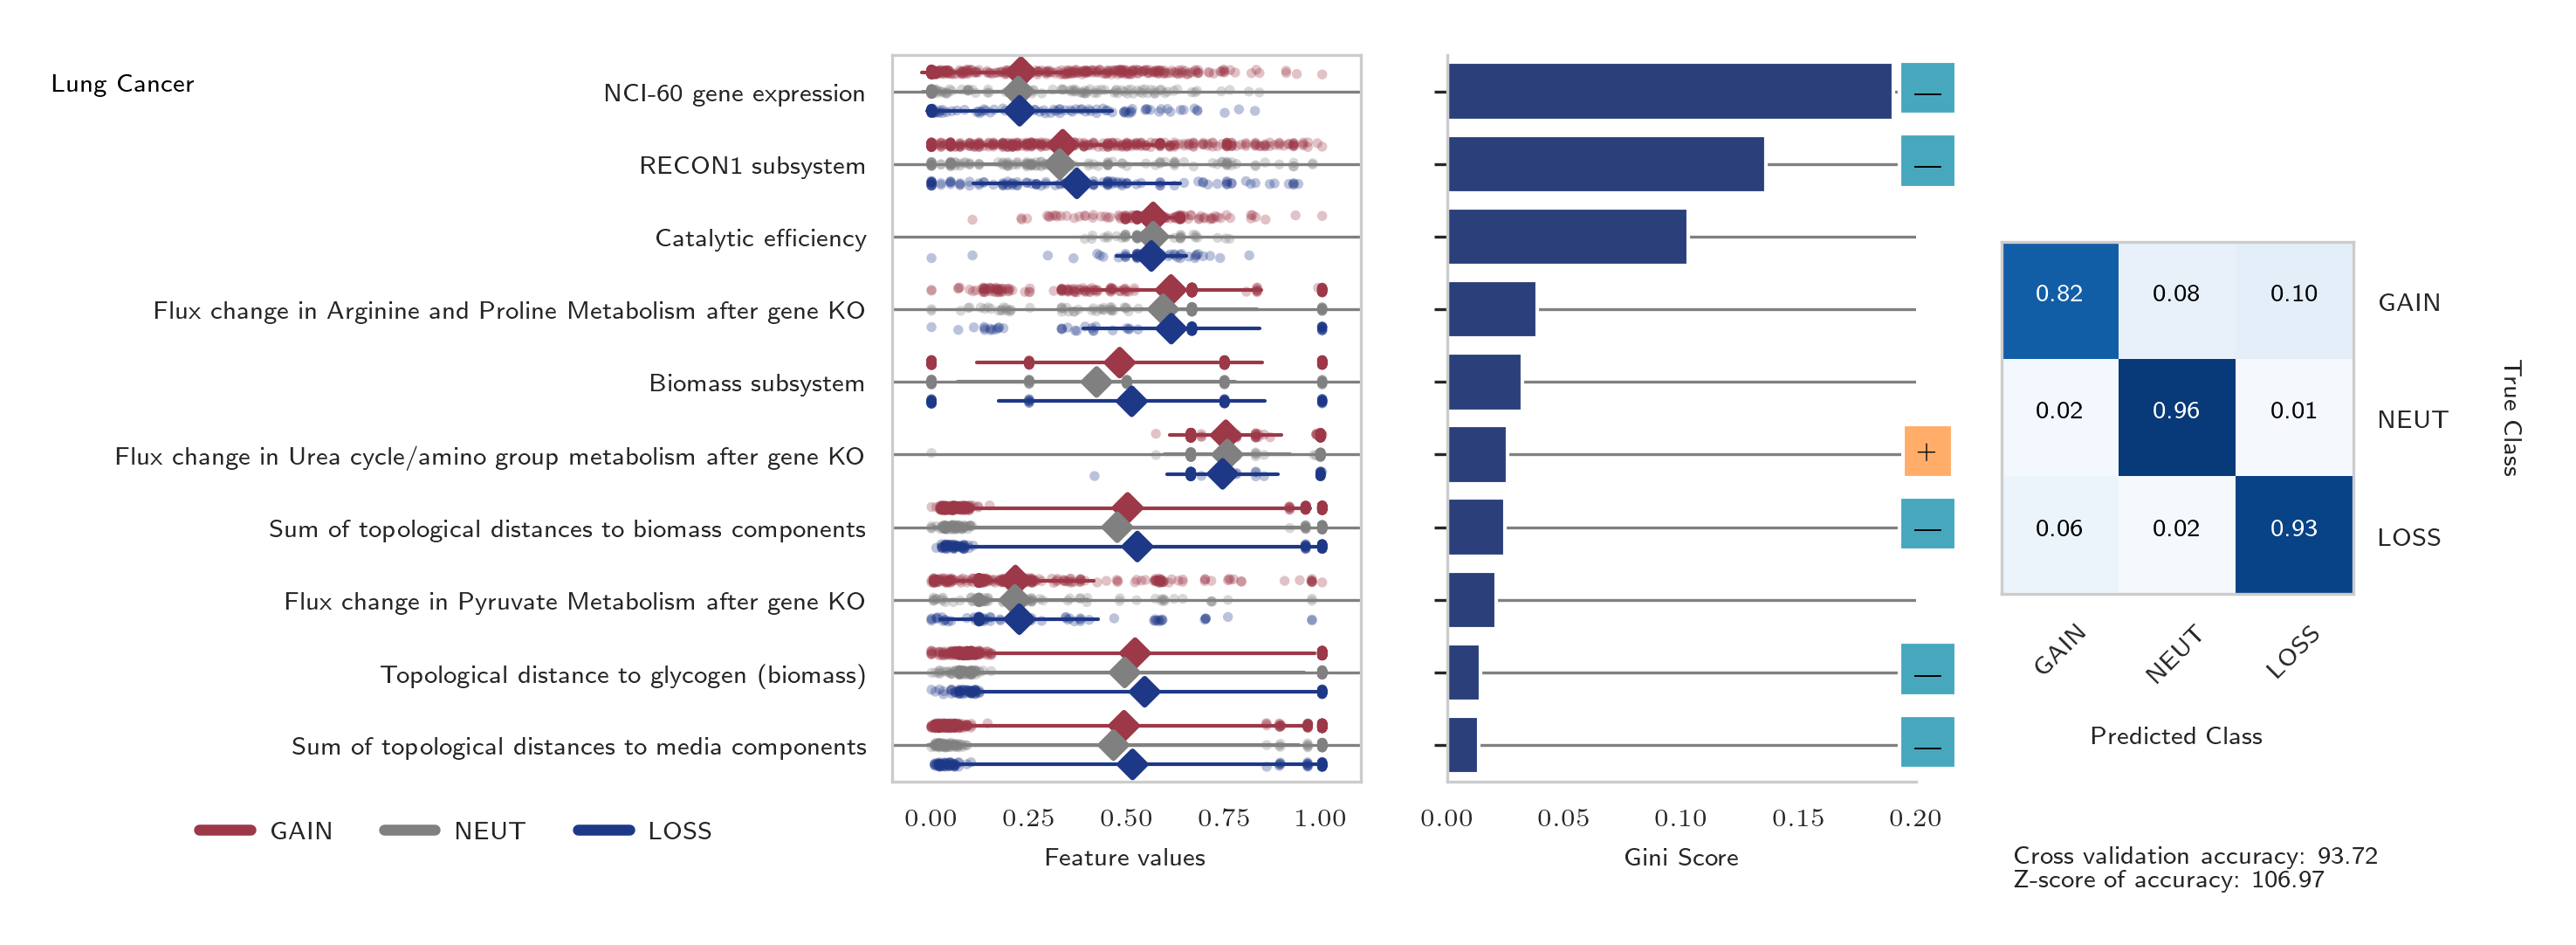 Lung Cancer
NCI-60 gene expression
RECON1 subsystem
Catalytic efficiency
Flux change in Arginine and Proline Metabolism after gene KO
Biomass subsystem
Flux change in Urea cycle/amino group metabolism after gene KO
Sum of topological distances to biomass components
Flux change in Pyruvate Metabolism after gene KO
Topological distance to glycogen (biomass)
Sum of topological distances to media components
GAIN NEUT LOSS
0.00 0.25 0.50 0.75 1.00
Feature values
— 
—
+
—
—
—
0.00 0.05 0.10 0.15 0.20
Gini Score
0.82 0.08 0.10 GAIN
0.02 0.96 0.01 NEUT
0.06 0.02 0.93 LOSS
True Class
GAIN NEUT LOSS
Predicted Class
Cross validation accuracy: 93.72
Z-score of accuracy: 106.97